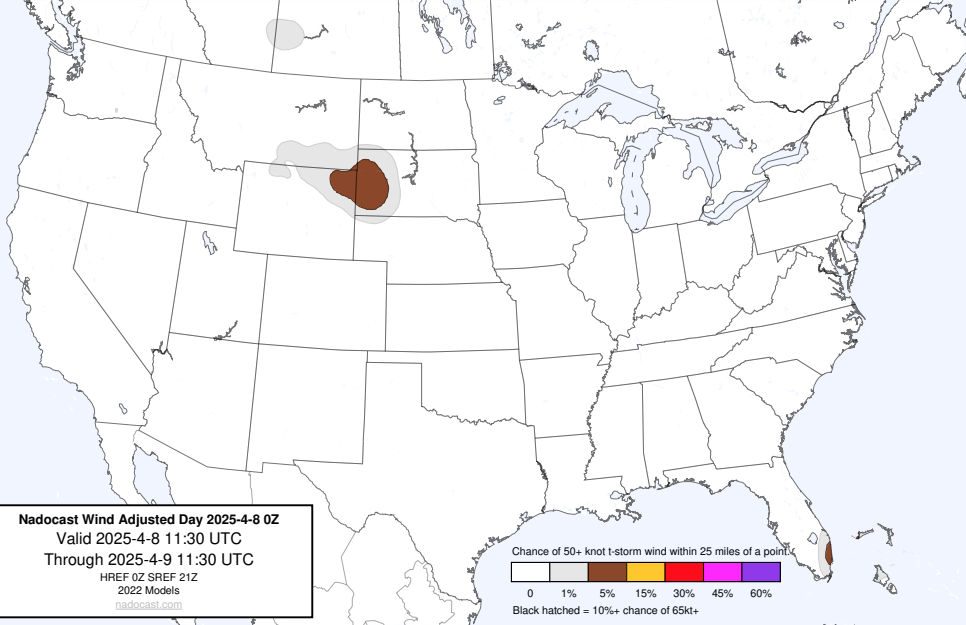 Nadocast Wind Adjusted Day 2025-4-8 0Z
Valid 2025-4-8 11:30 UTC
Through 2025-4-9 11:30 UTC
HREF 0Z SREF 21Z
2022 Models
nadocast.com
Chance of 50+ knot t-storm wind within 25 miles of a point.
0 1% 5% 15% 30% 45% 60%
Black hatched = 10%+ chance of 65kt+